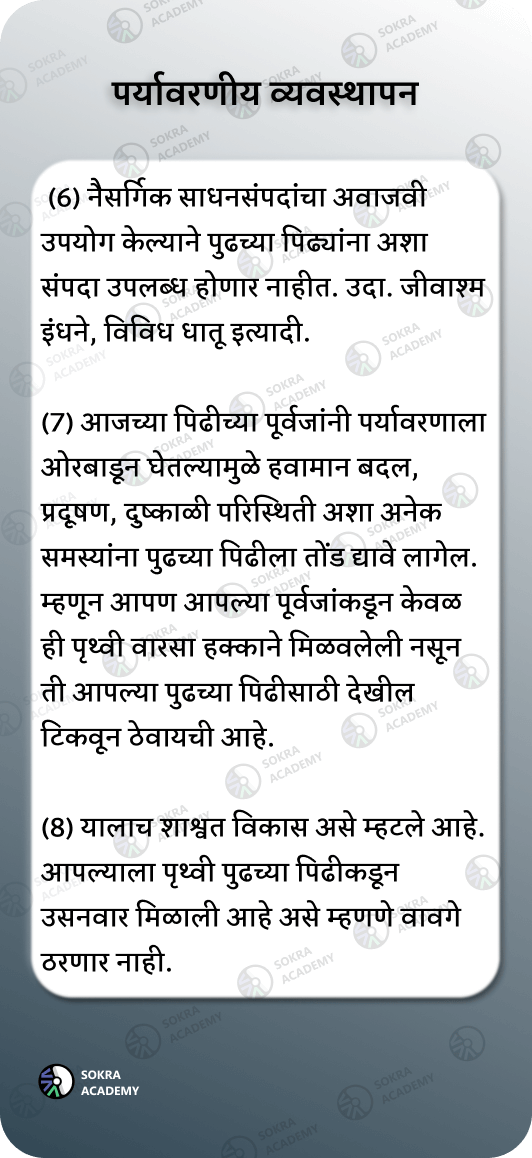 पर्यावरणीय व्यवस्थापन
(6) नैसर्गिक साधनसंपदांचा अवाजवी
उपयोग केल्याने पुढच्या पिढ्यांना अशा
संपदा उपलब्ध होणार नाहीत. उदा. जीवाश्म
इंधने, विविध धातू इत्यादी.
(7) आजच्या पिढीच्या पूर्वजांनी पर्यावरणाला
ओरबाडून घेतल्यामुळे हवामान बदल,
प्रदूषण, दुष्काळी परिस्थिती अशा अनेक
समस्यांना पुढच्या पिढीला तोंड द्यावे लागेल.
म्हणून आपण आपल्या पूर्वजांकडून केवळ
ही पृथ्वी वारसा हक्काने मिळवलेली नसून
ती आपल्या पुढच्या पिढीसाठी देखील
टिकवून ठेवायची आहे.
(8) यालाच शाश्वत विकास असे म्हटले आहे.
आपल्याला पृथ्वी पुढच्या पिढीकडून
उसनवार मिळाली आहे असे म्हणणे वावगे
ठरणार नाही.
SOKRA
ACADEMY